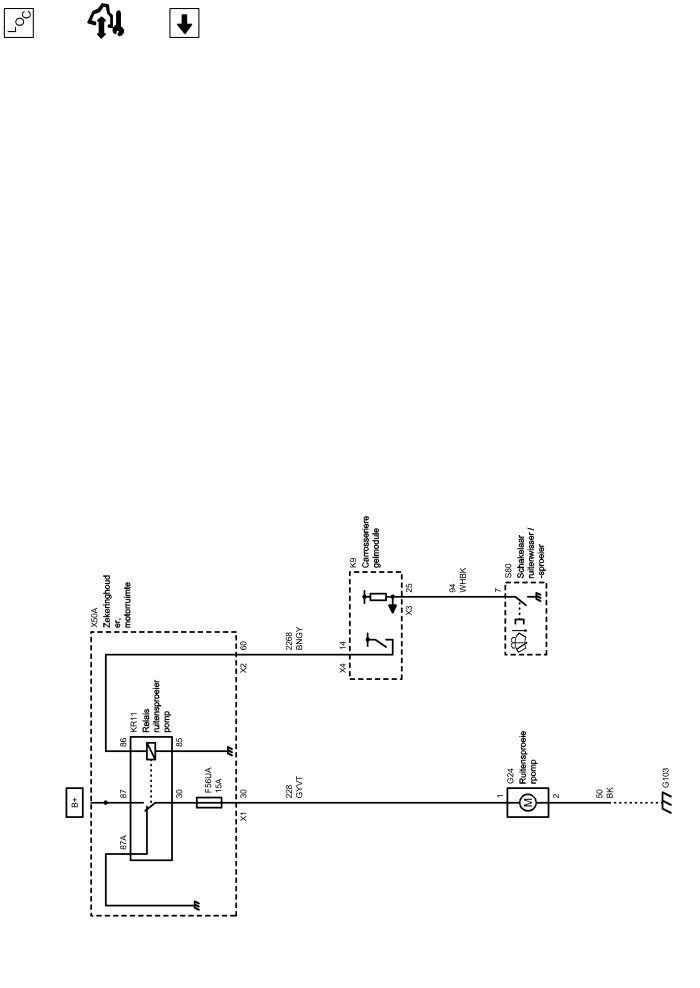 LOC
X50A
Zekeringhoud
er,
motorruimte
B+
87A
87
86
KR11
Relais
ruitensproeier
pomp
30
85
F56UA
15A
X1
30
X2
60
228
GYVT
2268
BNGY
X4
14
K9
Carrosseriere
gelmodule
X3
25
94
WHBK
7
S80
Schakelaar
ruitenwisser /
-sproeier
1
G24
Ruitensproeie
rpomp
M
2
50
BK
G103